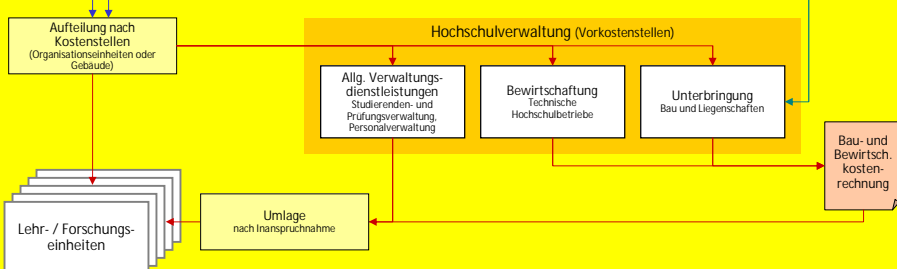 Aufteilung nach
Kostenstellen
(Organisationseinheiten oder
Gebäude)
Hochschulverwaltung (Vorkostenstellen)
Allg. Verwaltungs-
dienstleistungen
Studierenden- und
Prüfungsverwaltung,
Personalverwaltung
Bewirtschaftung
Technische
Hochschulbetriebe
Unterbringung
Bau und Liegenschaften
Bau- und
Bewirtsch.
kosten-
rechnung
Umlage
nach Inanspruchnahme
Lehr- / Forschungs-
einheiten